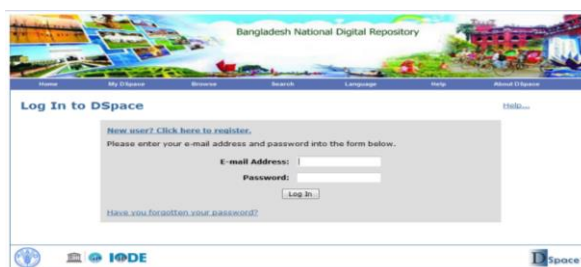 Bangladesh National Digital Repository
Home My DSpace Browse Search Language Help About DSpace
Log In to DSpace
Help...
New user? Click here to register.
Please enter your e-mail address and password into the form below.
E-mail Address:
Password:
Log In
Have you forgotten your password?
IODE
DSpace